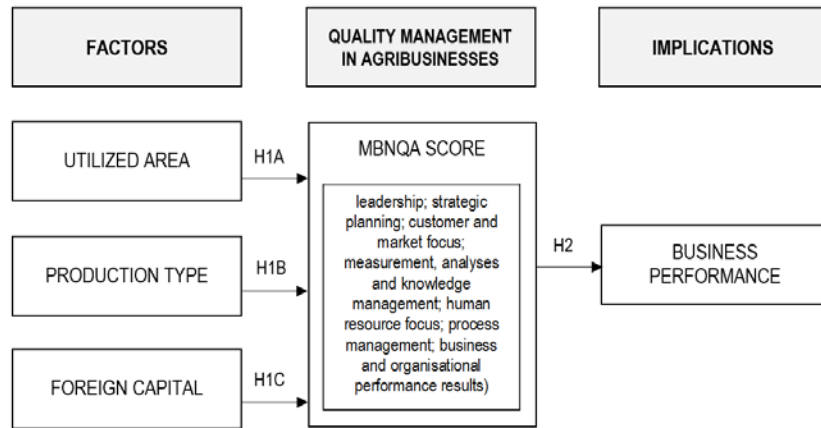 FACTORS
QUALITY MANAGEMENT
IN AGRIBUSINESSES
IMPLICATIONS
UTILIZED AREA
H1A
PRODUCTION TYPE
H1B
FOREIGN CAPITAL
H1C
MBNQA SCORE
leadership; strategic
planning; customer and
market focus;
measurement, analyses
and knowledge
management; human
resource focus; process
management; business
and organisational
performance results)
H2
BUSINESS
PERFORMANCE